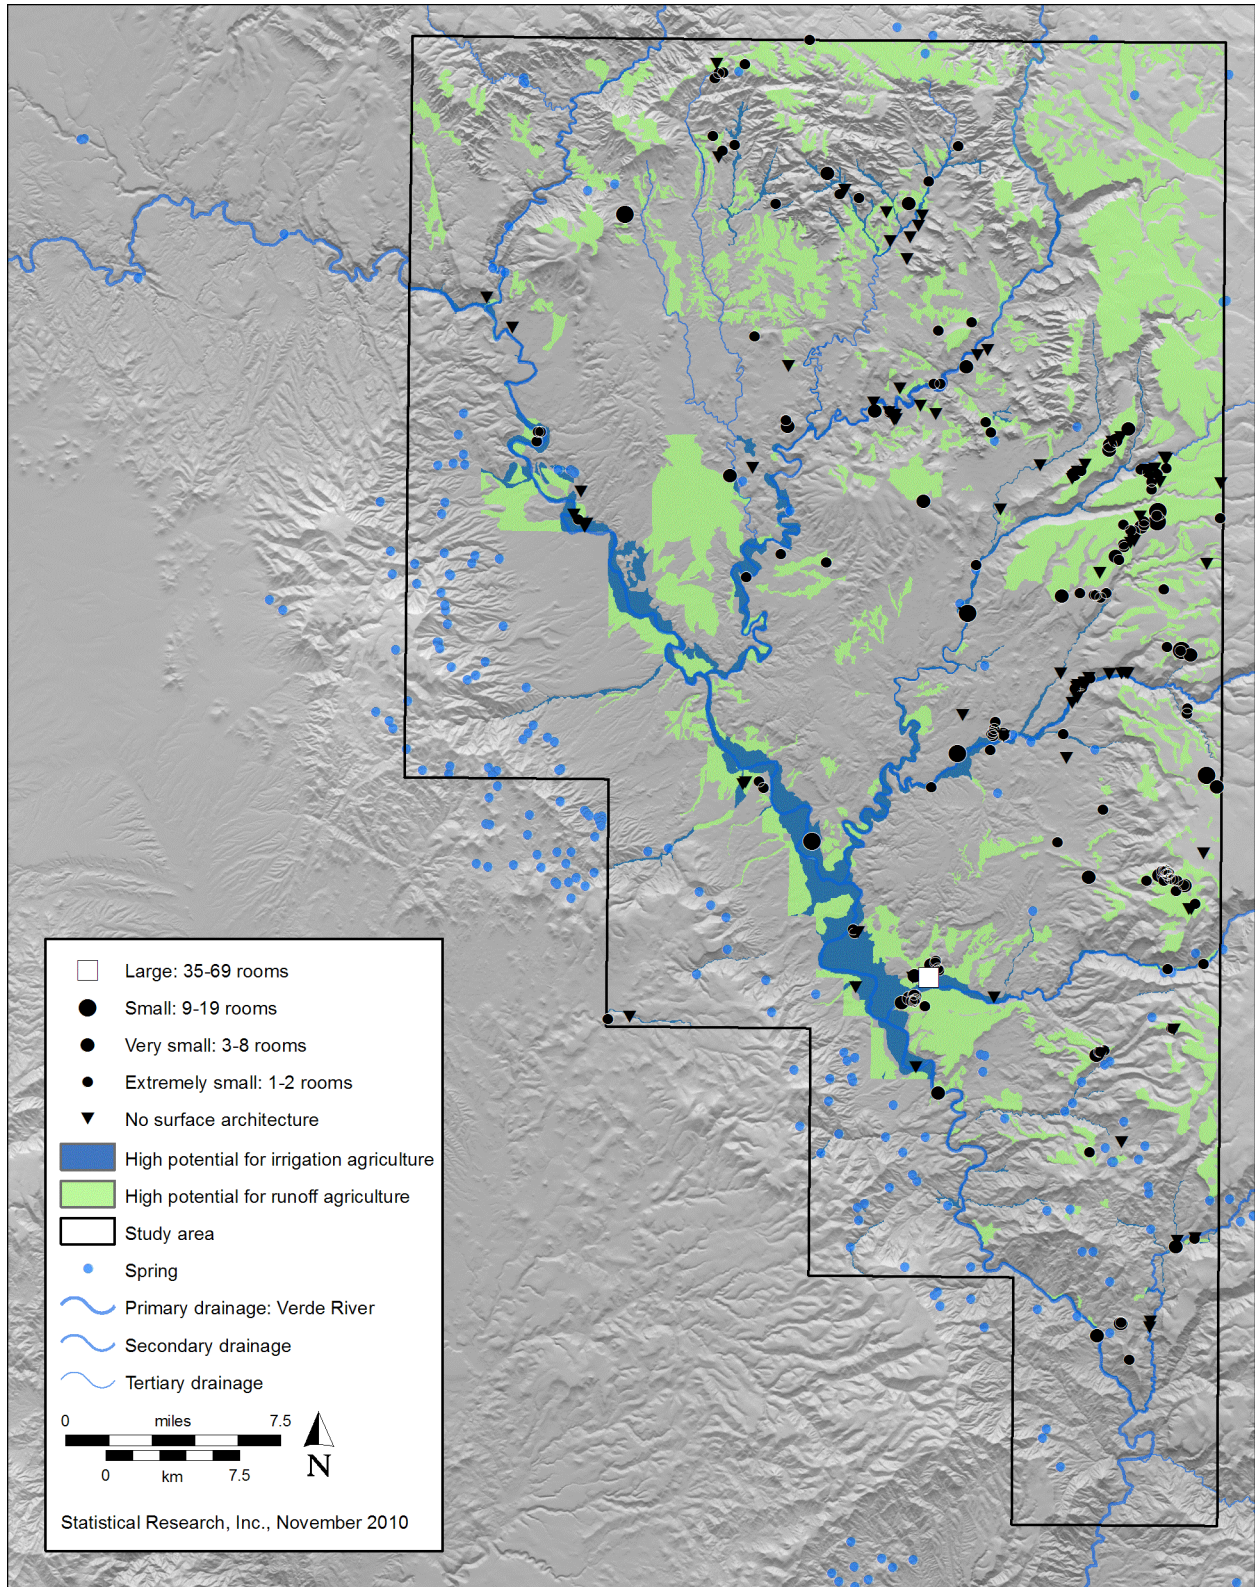 Large: 35-69 rooms
Small: 9-19 rooms
Very small: 3-8 rooms
Extremely small: 1-2 rooms
No surface architecture
High potential for irrigation agriculture
High potential for runoff agriculture
Study area
Spring
Primary drainage: Verde River
Secondary drainage
Tertiary drainage
0 miles 7.5
0 km 7.5
N
Statistical Research, Inc., November 2010